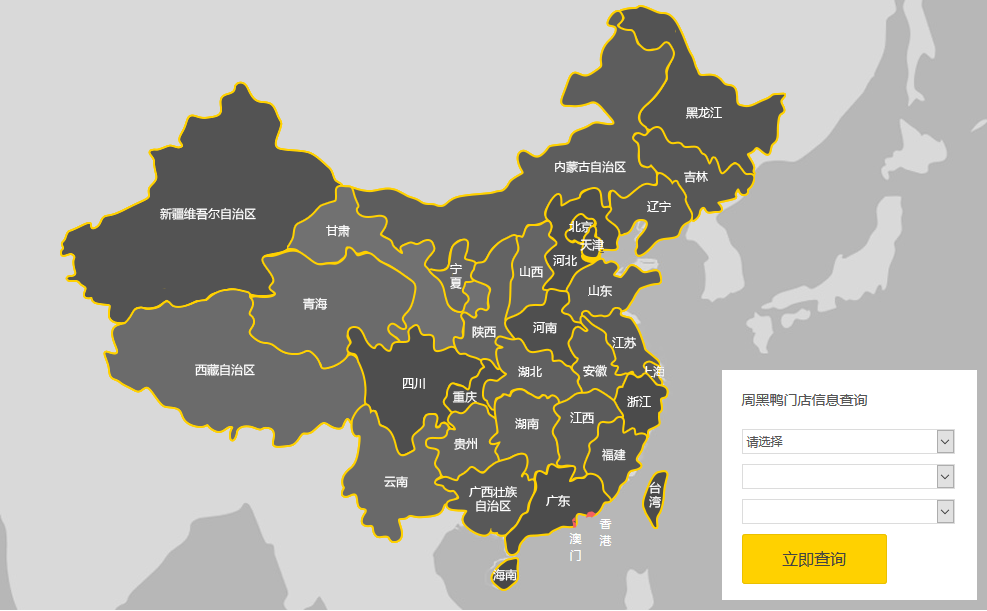 黑龙江
内蒙古自治区
吉林
辽宁
新疆维吾尔自治区
甘肃
北京
天津
河北
宁
夏
山西
山东
青海
陕西
河南
江苏
西藏自治区
湖北
安徽
上海
四川
重庆
浙江
湖南
江西
贵州
福建
云南
广西壮族
自治区
广东
台
湾
香
港
澳
门
海南
周黑鸭门店信息查询
请选择
立即查询